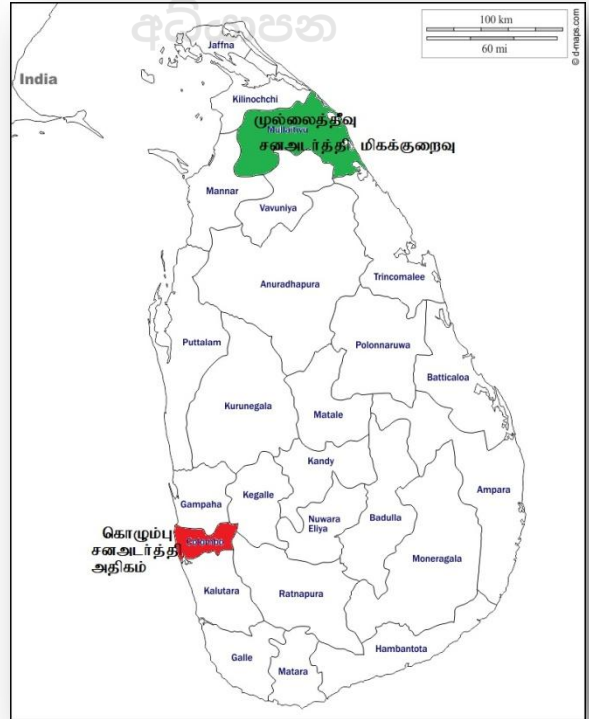 අධ්‍යාපන
100 km
60 mi
© d-maps.com
Jaffna
India
Kilinochchi
முல்லைத்தீவு
Mullaitivu
சனஅடர்த்தி மிகக்குறைவு
Mannar
Vavuniya
Trincomalee
Anuradhapura
Puttalam
Polonnaruwa
Batticaloa
Kurunegala
Matale
Kandy
Ampara
Gampaha
Kegalle
Nuwara
Eliya
Badulla
கொழும்பு
சனஅடர்த்தி
அதிகம்
Colombo
Moneragala
Kalutara
Ratnapura
Hambantota
Galle
Matara